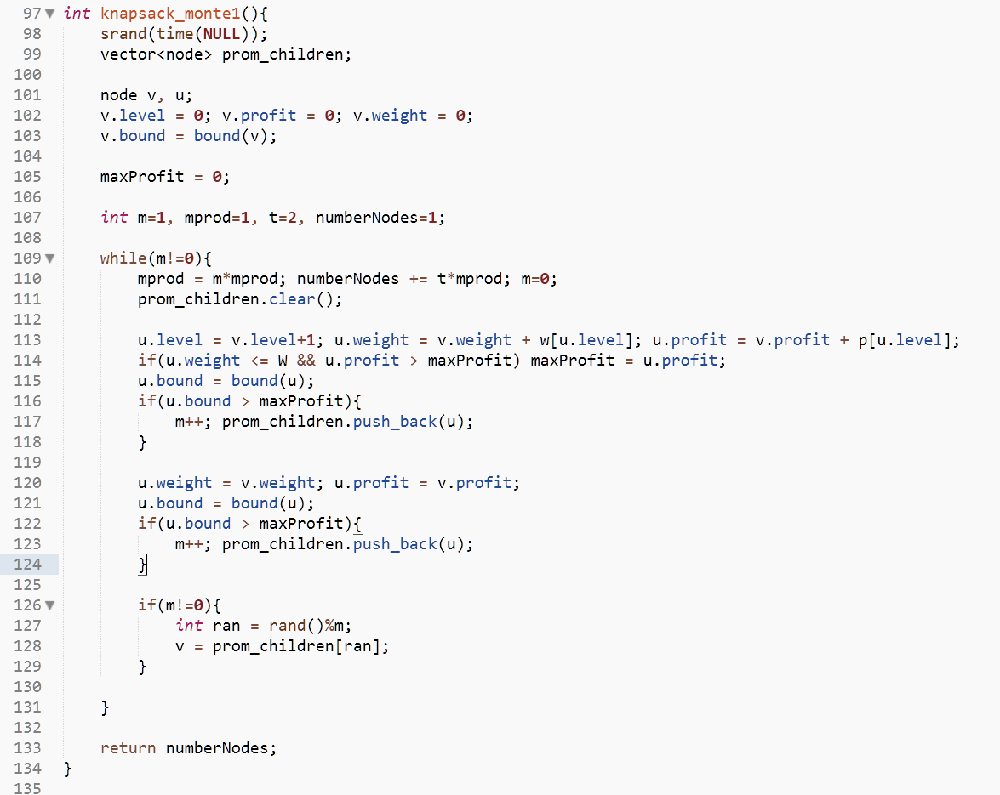 97 ▼ int knapsack_monte1(){
98     srand(time(NULL));
99     vector<node> prom_children;
100
101     node v, u;
102     v.level = 0; v.profit = 0; v.weight = 0;
103     v.bound = bound(v);
104
105     maxProfit = 0;
106
107     int m=1, mprod=1, t=2, numberNodes=1;
108
109 ▼     while(m!=0){
110         mprod = m*mprod; numberNodes += t*mprod; m=0;
111         prom_children.clear();
112
113         u.level = v.level+1; u.weight = v.weight + w[u.level]; u.profit = v.profit + p[u.level];
114         if(u.weight <= W && u.profit > maxProfit) maxProfit = u.profit;
115         u.bound = bound(u);
116         if(u.bound > maxProfit){
117             m++; prom_children.push_back(u);
118         }
119
120         u.weight = v.weight; u.profit = v.profit;
121         u.bound = bound(u);
122         if(u.bound > maxProfit){
123             m++; prom_children.push_back(u);
124         }
125
126 ▼         if(m!=0){
127             int ran = rand()%m;
128             v = prom_children[ran];
129         }
130
131     }
132
133     return numberNodes;
134 }
135